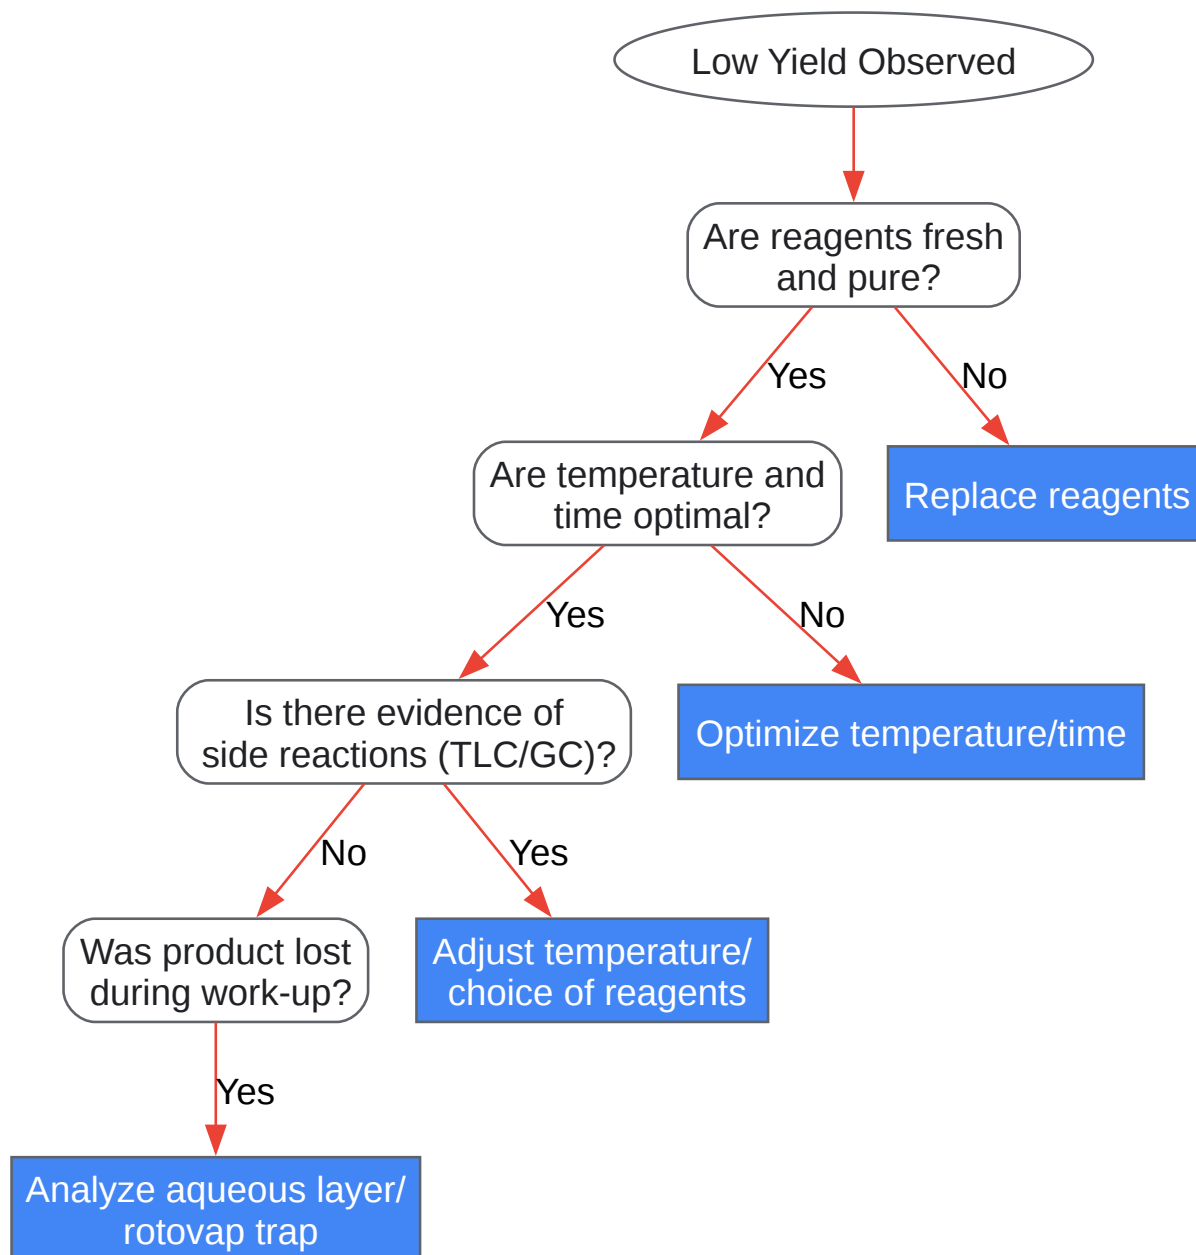 Low Yield Observed
Are reagents fresh
and pure?
Yes
No
Are temperature and
time optimal?
Replace reagents
Yes
No
Is there evidence of
side reactions (TLC/GC)?
Optimize temperature/time
No
Yes
Was product lost
during work-up?
Adjust temperature/
choice of reagents
Yes
Analyze aqueous layer/
rotovap trap